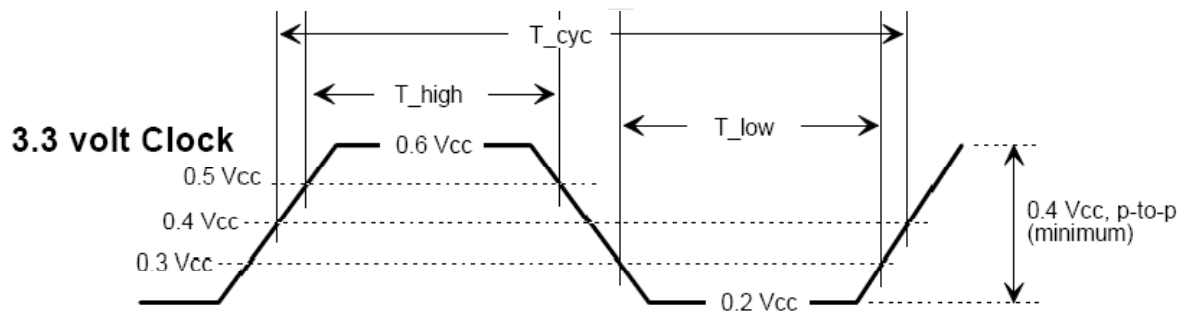 T_cyc
T_high
T_low
3.3 volt Clock
0.6 Vcc
0.5 Vcc
0.4 Vcc
0.3 Vcc
0.2 Vcc
0.4 Vcc, p-to-p
(minimum)